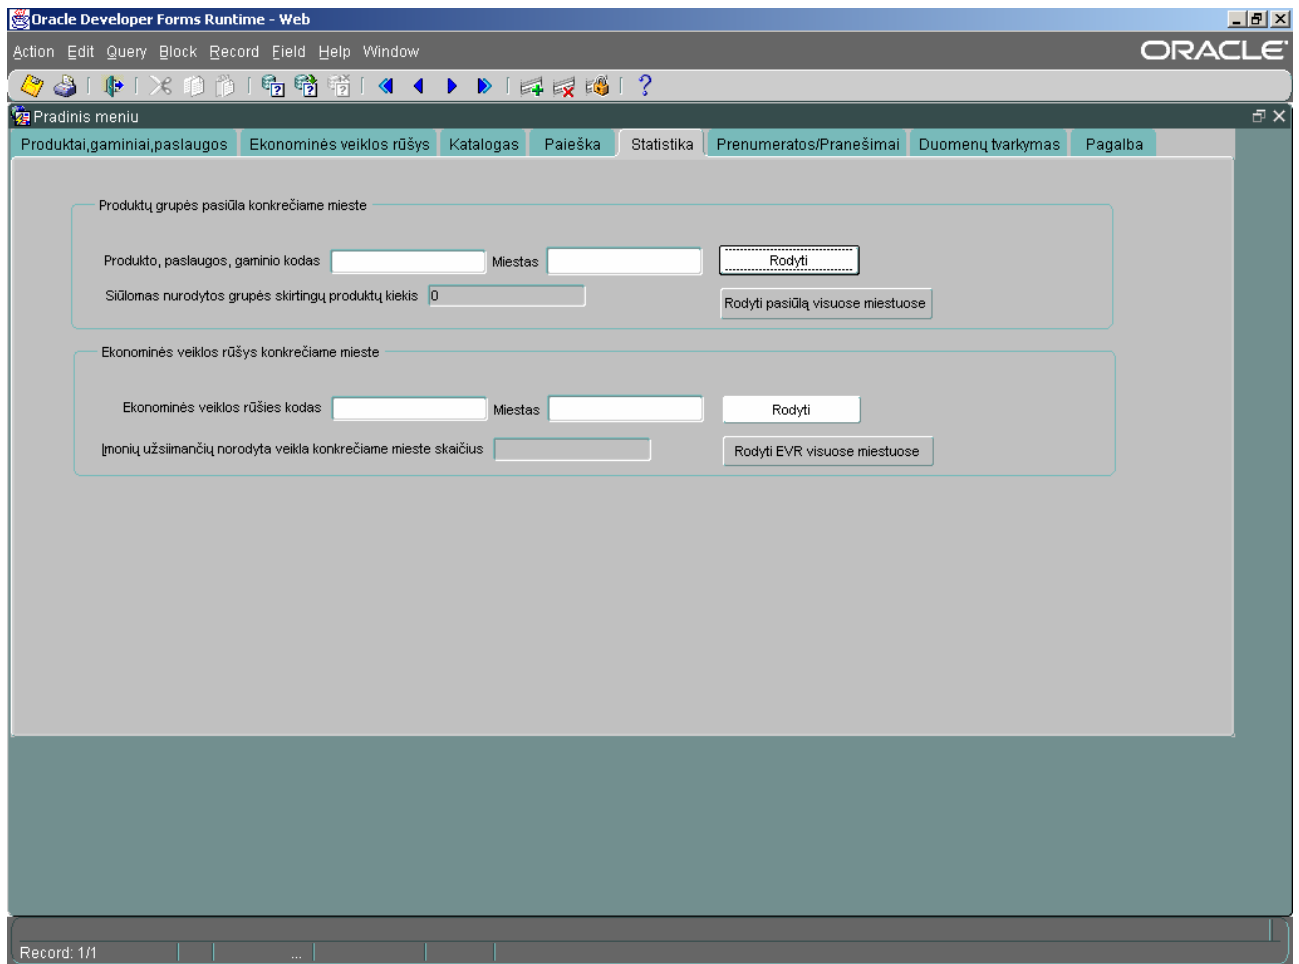 Oracle Developer Forms Runtime - Web
Action Edit Query Block Record Field Help Window ORACLE
Pradinis meniu
Produktai,gaminiai,paslaugos Ekonominės veiklos rūšys Katalogas Paieška Statistika Prenumeratos/Pranešimai Duomenų tvarkymas Pagalba
Produktų grupės pasiūla konkrečiame mieste
Produkto, paslaugos, gaminio kodas Miestas Rodyti
Siūlomas nurodytos grupės skirtingų produktų kiekis 0 Rodyti pasiūlą visuose miestuose
Ekonominės veiklos rūšys konkrečiame mieste
Ekonominės veiklos rūšies kodas Miestas Rodyti
Įmonių užsiimančių norodyta veikla konkrečiame mieste skaičius Rodyti EVR visuose miestuose
Record: 1/1 ...